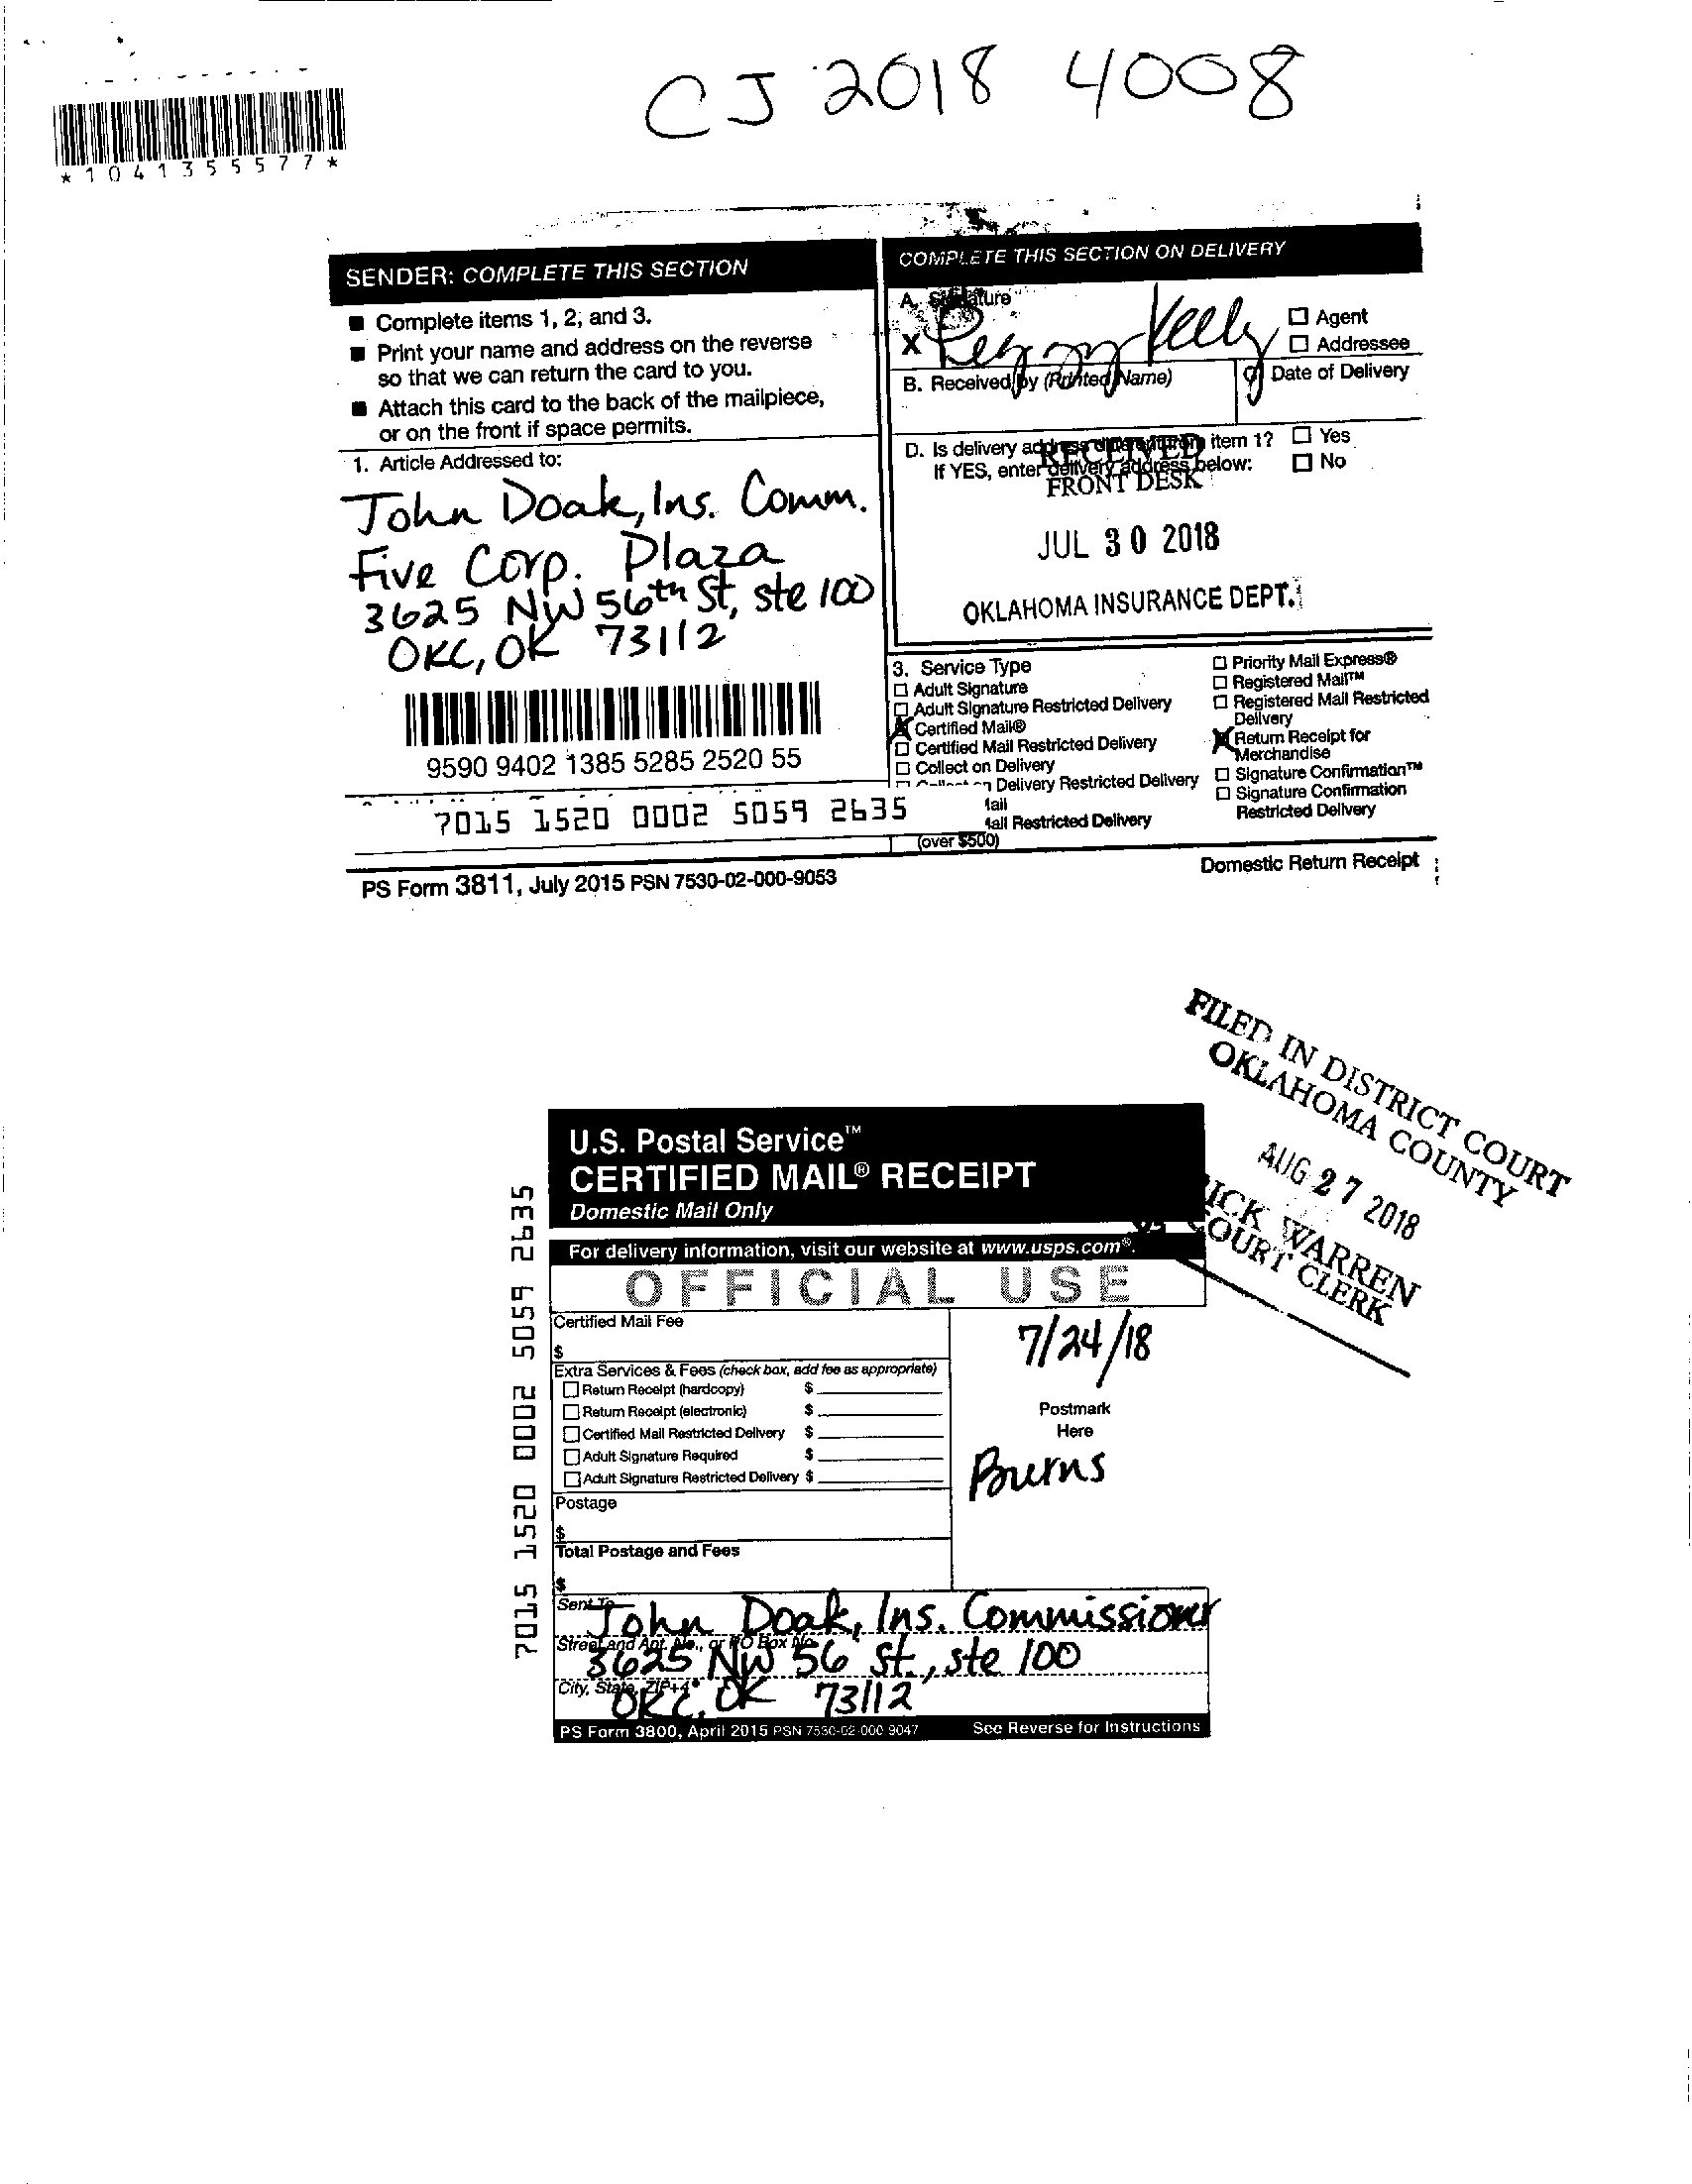 CJ 2018 4008
*1041355577*
SENDER: COMPLETE THIS SECTION
■ Complete items 1, 2, and 3.
■ Print your name and address on the reverse
so that we can return the card to you.
■ Attach this card to the back of the mailpiece,
or on the front if space permits.
1. Article Addressed to:
John Doak, Ins. Comm.
Five Corp. Plaza
3625 NW 56th St, ste 100
OKC, OK 73112
9590 9402 1385 5285 2520 55
7015 1520 0002 5059 2635
PS Form 3811, July 2015 PSN 7530-02-000-9053
COMPLETE THIS SECTION ON DELIVERY
A. Signature
X Peggy Kelly
☐ Agent
☐ Addressee
B. Received by (Printed Name)
Date of Delivery
D. Is delivery address different from item 1? ☐ Yes
If YES, enter delivery address below: ☐ No
RECEIVED
FRONT DESK
JUL 30 2018
OKLAHOMA INSURANCE DEPT.
3. Service Type
☐ Adult Signature
☐ Adult Signature Restricted Delivery
X Certified Mail®
☐ Certified Mail Restricted Delivery
☐ Collect on Delivery
Delivery Restricted Delivery
Mail
Mail Restricted Delivery
(over $500)
☐ Priority Mail Express®
☐ Registered Mail™
☐ Registered Mail Restricted
Delivery
X Return Receipt for
Merchandise
☐ Signature Confirmation™
☐ Signature Confirmation
Restricted Delivery
Domestic Return Receipt
FILED IN DISTRICT COURT
OKLAHOMA COUNTY
AUG 27 2018
RICK WARREN
COURT CLERK
7015 1520 0002 5059 2635
U.S. Postal Service™
CERTIFIED MAIL® RECEIPT
Domestic Mail Only
For delivery information, visit our website at www.usps.com®.
OFFICIAL USE
Certified Mail Fee
$
Extra Services & Fees (check box, add fee as appropriate)
☐ Return Receipt (hardcopy) $
☐ Return Receipt (electronic) $
☐ Certified Mail Restricted Delivery $
☐ Adult Signature Required $
☐ Adult Signature Restricted Delivery $
Postage
$
Total Postage and Fees
$
7/24/18
Postmark
Here
Burns
Sent To
John Doak, Ins. Commissioner
Street and Apt. No., or PO Box No.
3625 NW 56 St., ste 100
City, State, ZIP+4®
OKC, OK 73112
PS Form 3800, April 2015 PSN 7530-02-000-9047 See Reverse for Instructions